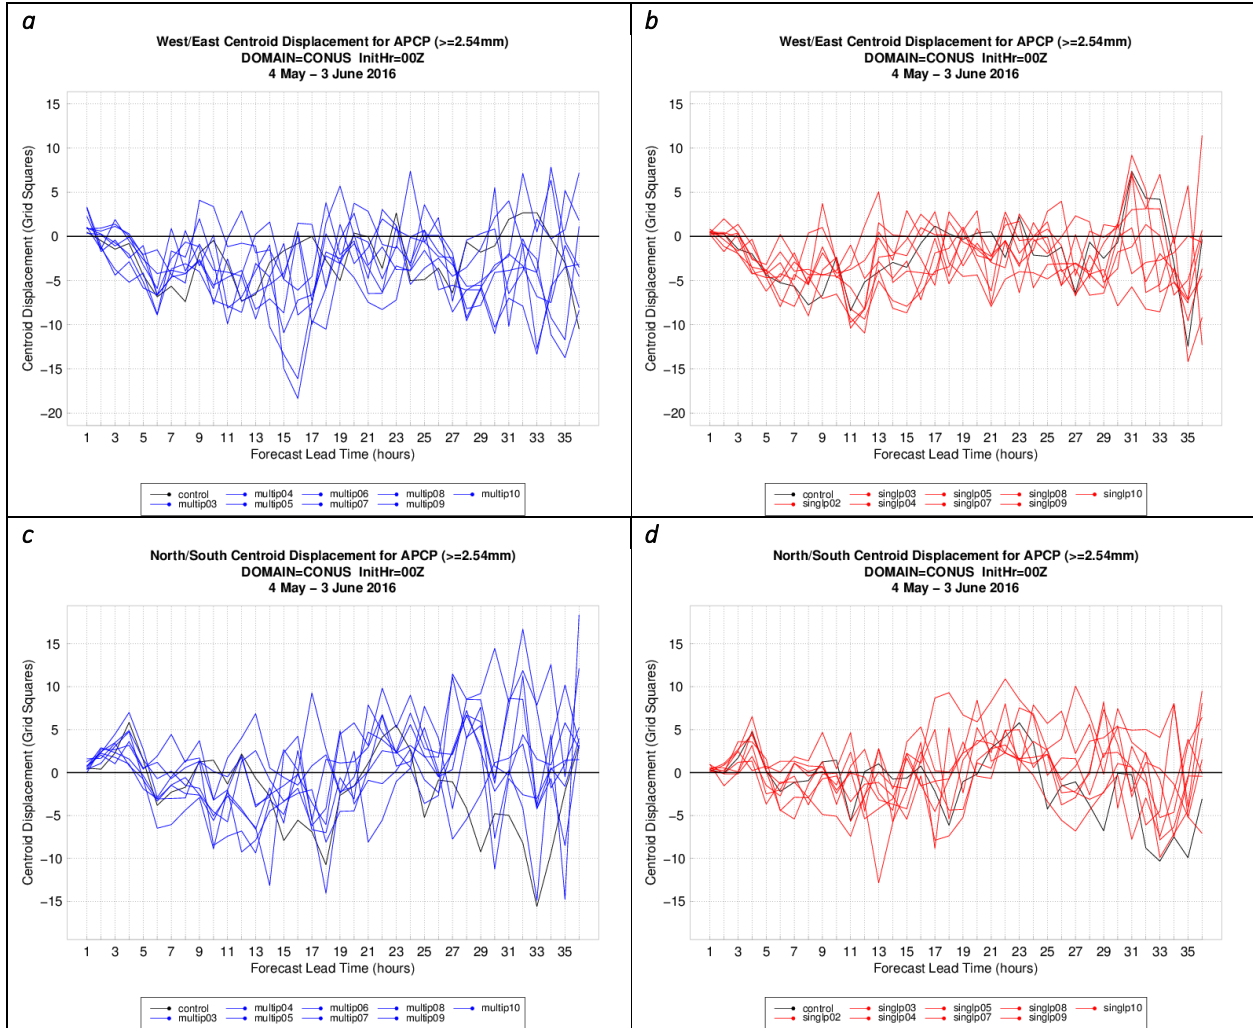 a
West/East Centroid Displacement for APCP (>=2.54mm)
DOMAIN=CONUS InitHr=00Z
4 May − 3 June 2016
Centroid Displacement (Grid Squares)
15
10
5
0
−5
−10
−15
−20
1 3 5 7 9 11 13 15 17 19 21 23 25 27 29 31 33 35
Forecast Lead Time (hours)
control multip04 multip06 multip08 multip10
multip03 multip05 multip07 multip09
b
West/East Centroid Displacement for APCP (>=2.54mm)
DOMAIN=CONUS InitHr=00Z
4 May − 3 June 2016
Centroid Displacement (Grid Squares)
15
10
5
0
−5
−10
−15
−20
1 3 5 7 9 11 13 15 17 19 21 23 25 27 29 31 33 35
Forecast Lead Time (hours)
control singlp03 singlp05 singlp08 singlp10
singlp02 singlp04 singlp07 singlp09
c
North/South Centroid Displacement for APCP (>=2.54mm)
DOMAIN=CONUS InitHr=00Z
4 May − 3 June 2016
Centroid Displacement (Grid Squares)
15
10
5
0
−5
−10
−15
1 3 5 7 9 11 13 15 17 19 21 23 25 27 29 31 33 35
Forecast Lead Time (hours)
control multip04 multip06 multip08 multip10
multip03 multip05 multip07 multip09
d
North/South Centroid Displacement for APCP (>=2.54mm)
DOMAIN=CONUS InitHr=00Z
4 May − 3 June 2016
Centroid Displacement (Grid Squares)
15
10
5
0
−5
−10
−15
1 3 5 7 9 11 13 15 17 19 21 23 25 27 29 31 33 35
Forecast Lead Time (hours)
control singlp03 singlp05 singlp08 singlp10
singlp02 singlp04 singlp07 singlp09